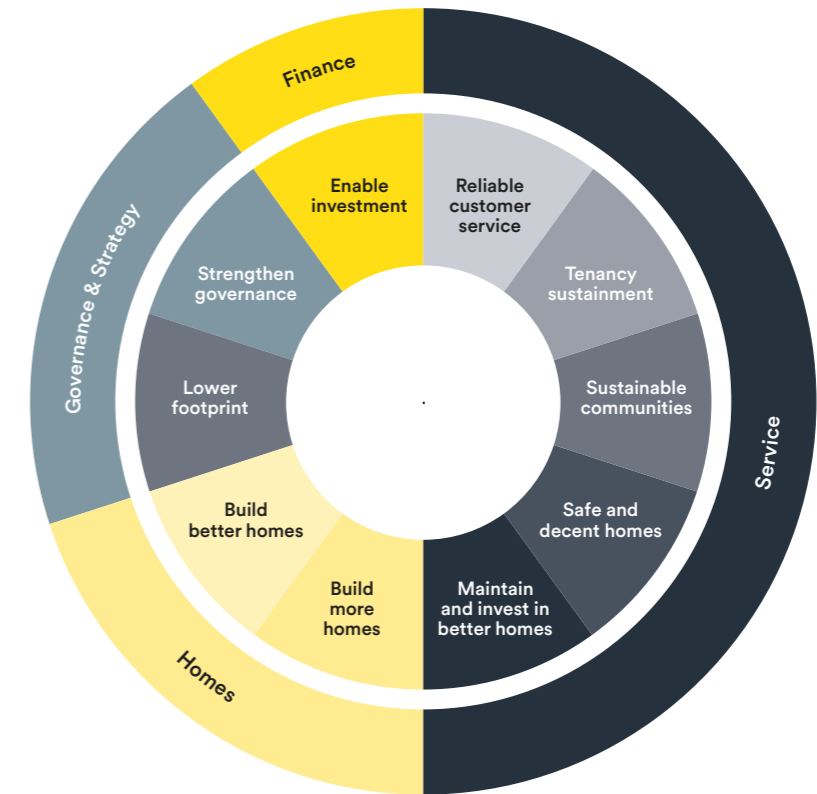 Finance
Service
Homes
Governance & Strategy
Enable
investment
Reliable
customer
service
Tenancy
sustainment
Sustainable
communities
Safe and
decent homes
Maintain
and invest in
better homes
Build
more
homes
Build
better homes
Lower
footprint
Strengthen
governance